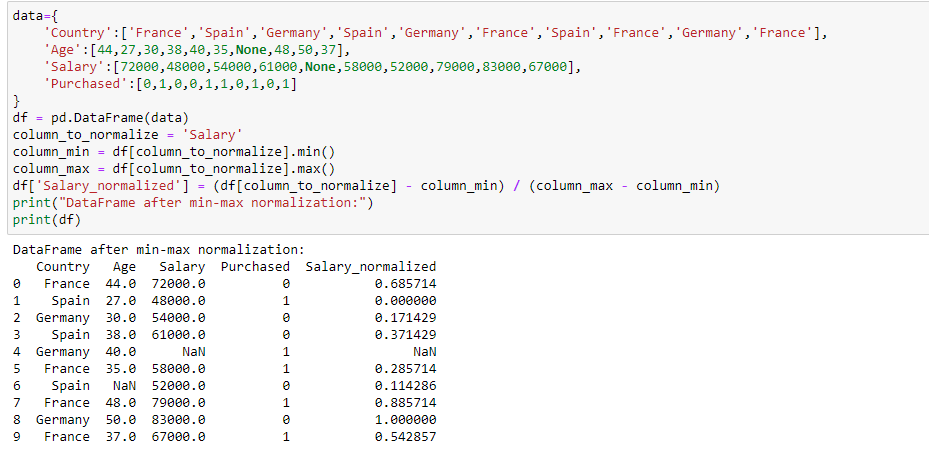 data={
    'Country':['France','Spain','Germany','Spain','Germany','France','Spain','France','Germany','France'],
    'Age':[44,27,30,38,40,35,None,48,50,37],
    'Salary':[72000,48000,54000,61000,None,58000,52000,79000,83000,67000],
    'Purchased':[0,1,0,0,1,1,0,1,0,1]
}
df = pd.DataFrame(data)
column_to_normalize = 'Salary'
column_min = df[column_to_normalize].min()
column_max = df[column_to_normalize].max()
df['Salary_normalized'] = (df[column_to_normalize] - column_min) / (column_max - column_min)
print("DataFrame after min-max normalization:")
print(df)
DataFrame after min-max normalization:
   Country   Age   Salary  Purchased  Salary_normalized
0   France  44.0  72000.0          0           0.685714
1    Spain  27.0  48000.0          1           0.000000
2  Germany  30.0  54000.0          0           0.171429
3    Spain  38.0  61000.0          0           0.371429
4  Germany  40.0      NaN          1                NaN
5   France  35.0  58000.0          1           0.285714
6    Spain   NaN  52000.0          0           0.114286
7   France  48.0  79000.0          1           0.885714
8  Germany  50.0  83000.0          0           1.000000
9   France  37.0  67000.0          1           0.542857